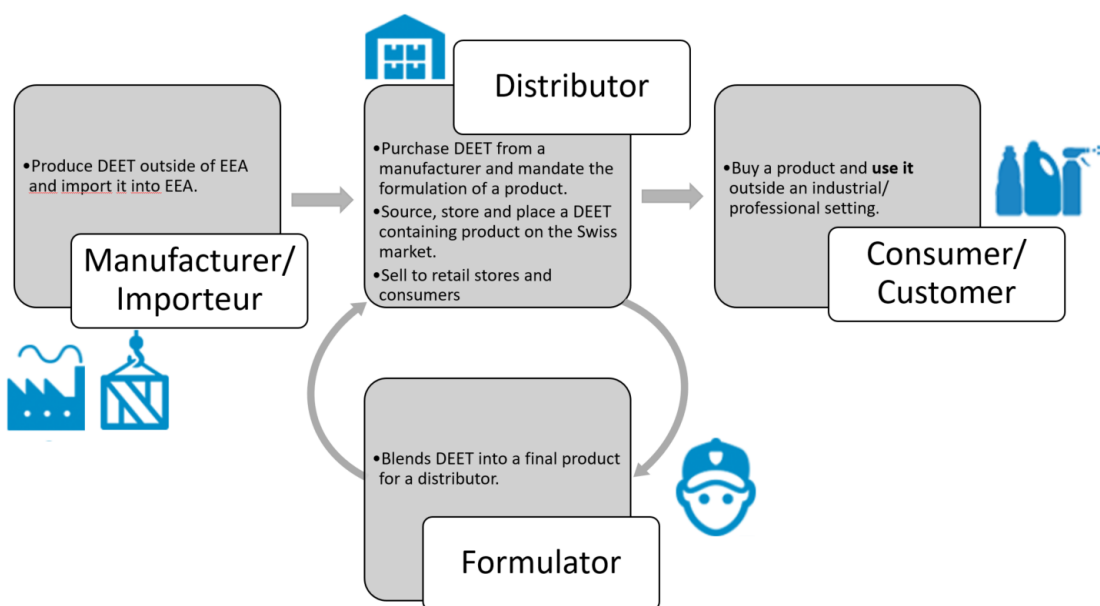 Distributor
•Produce DEET outside of EEA
and import it into EEA.
Manufacturer/
Importeur
•Purchase DEET from a
manufacturer and mandate the
formulation of a product.
•Source, store and place a DEET
containing product on the Swiss
market.
•Sell to retail stores and
consumers
•Buy a product and use it
outside an industrial/
professional setting.
Consumer/
Customer
•Blends DEET into a final product
for a distributor.
Formulator